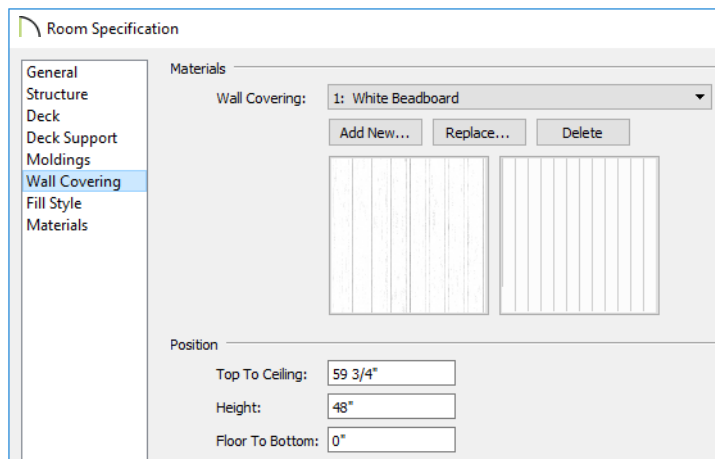 Room Specification
General
Structure
Deck
Deck Support
Moldings
Wall Covering
Fill Style
Materials
Materials
Wall Covering: 1: White Beadboard
Add New... Replace... Delete
Position
Top To Ceiling: 59 3/4"
Height: 48"
Floor To Bottom: 0"